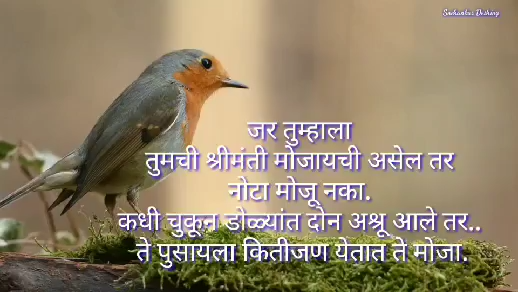 जर तुम्हाला
तुमची श्रीमंती मोजायची असेल तर
नोटा मोजू नका.
कधी चुकून डोळ्यांत दोन अश्रू आले तर..
ते पुसायला कितीजण येतात ते मोजा.